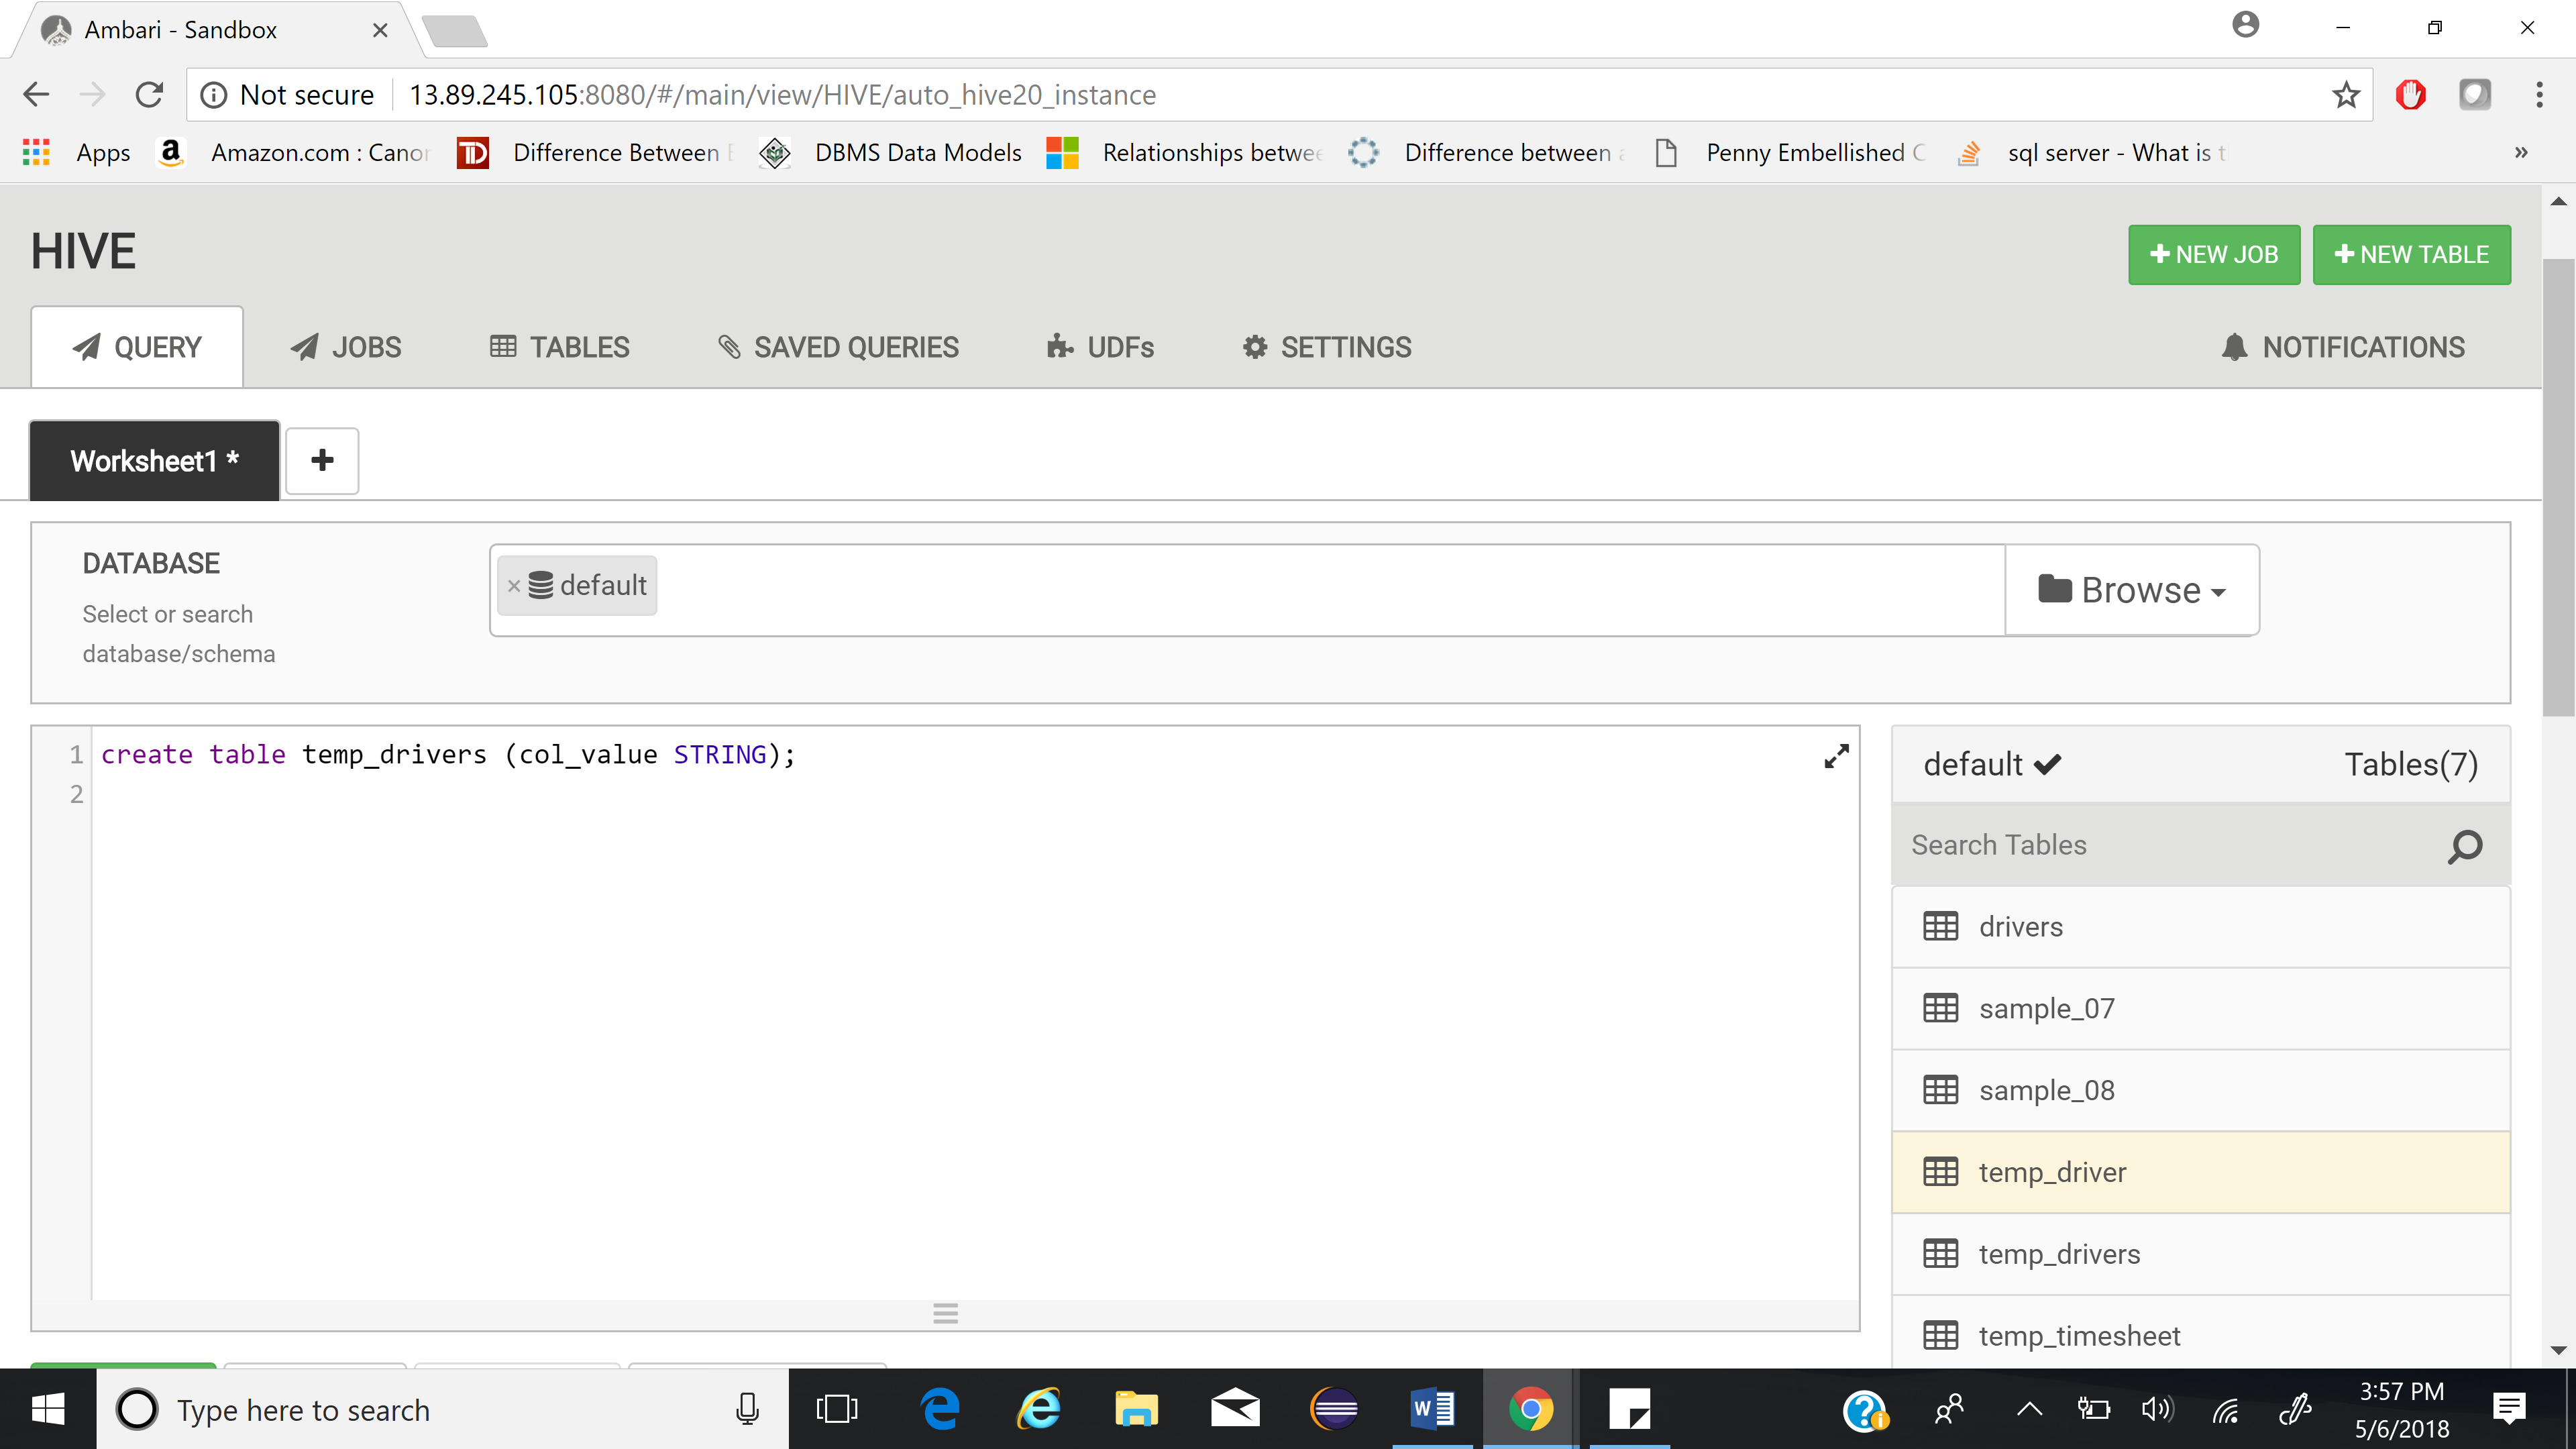 Ambari - Sandbox
Not secure 13.89.245.105:8080/#/main/view/HIVE/auto_hive20_instance
Apps Amazon.com : Canon Difference Between DBMS Data Models Relationships betwee Difference between Penny Embellished sql server - What is t »
HIVE
NEW JOB NEW TABLE
QUERY JOBS TABLES SAVED QUERIES UDFs SETTINGS NOTIFICATIONS
Worksheet1 *
DATABASE
Select or search
database/schema
× default
Browse
1 create table temp_drivers (col_value STRING);
2
default Tables(7)
Search Tables
drivers
sample_07
sample_08
temp_driver
temp_drivers
temp_timesheet
Type here to search
3:57 PM
5/6/2018